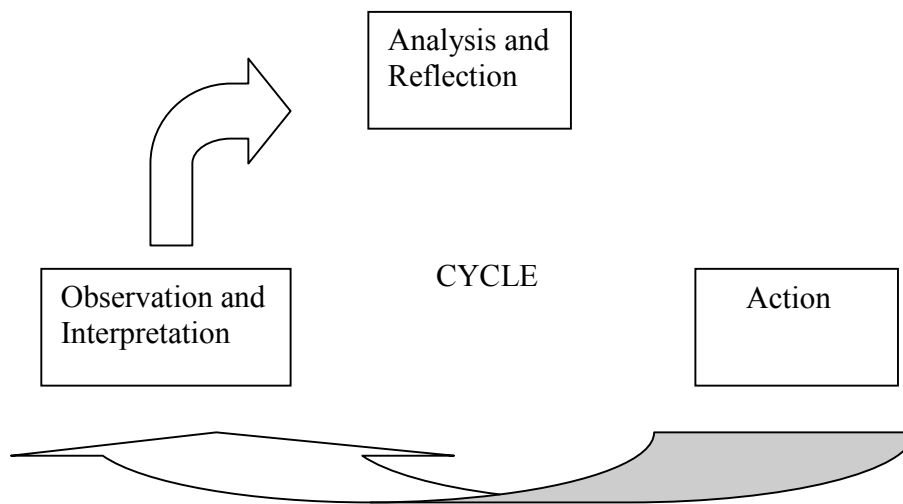 Analysis and
Reflection
CYCLE
Observation and
Interpretation
Action